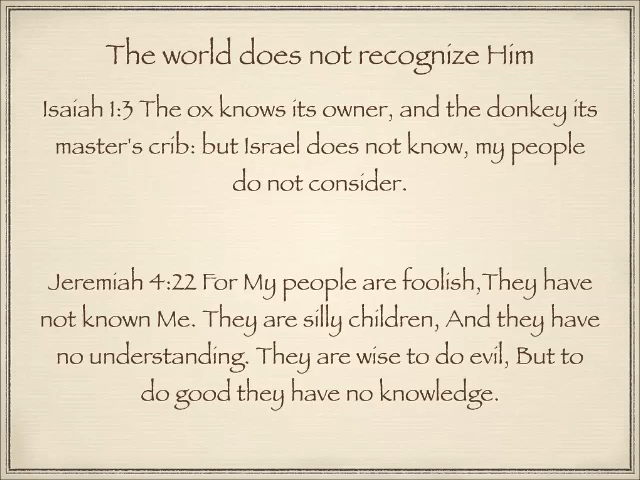 The world does not recognize Him
Isaiah 1:3 The ox knows its owner, and the donkey its
master's crib: but Israel does not know, my people
do not consider.
Jeremiah 4:22 For My people are foolish,They have
not known Me. They are silly children, And they have
no understanding. They are wise to do evil, But to
do good they have no knowledge.